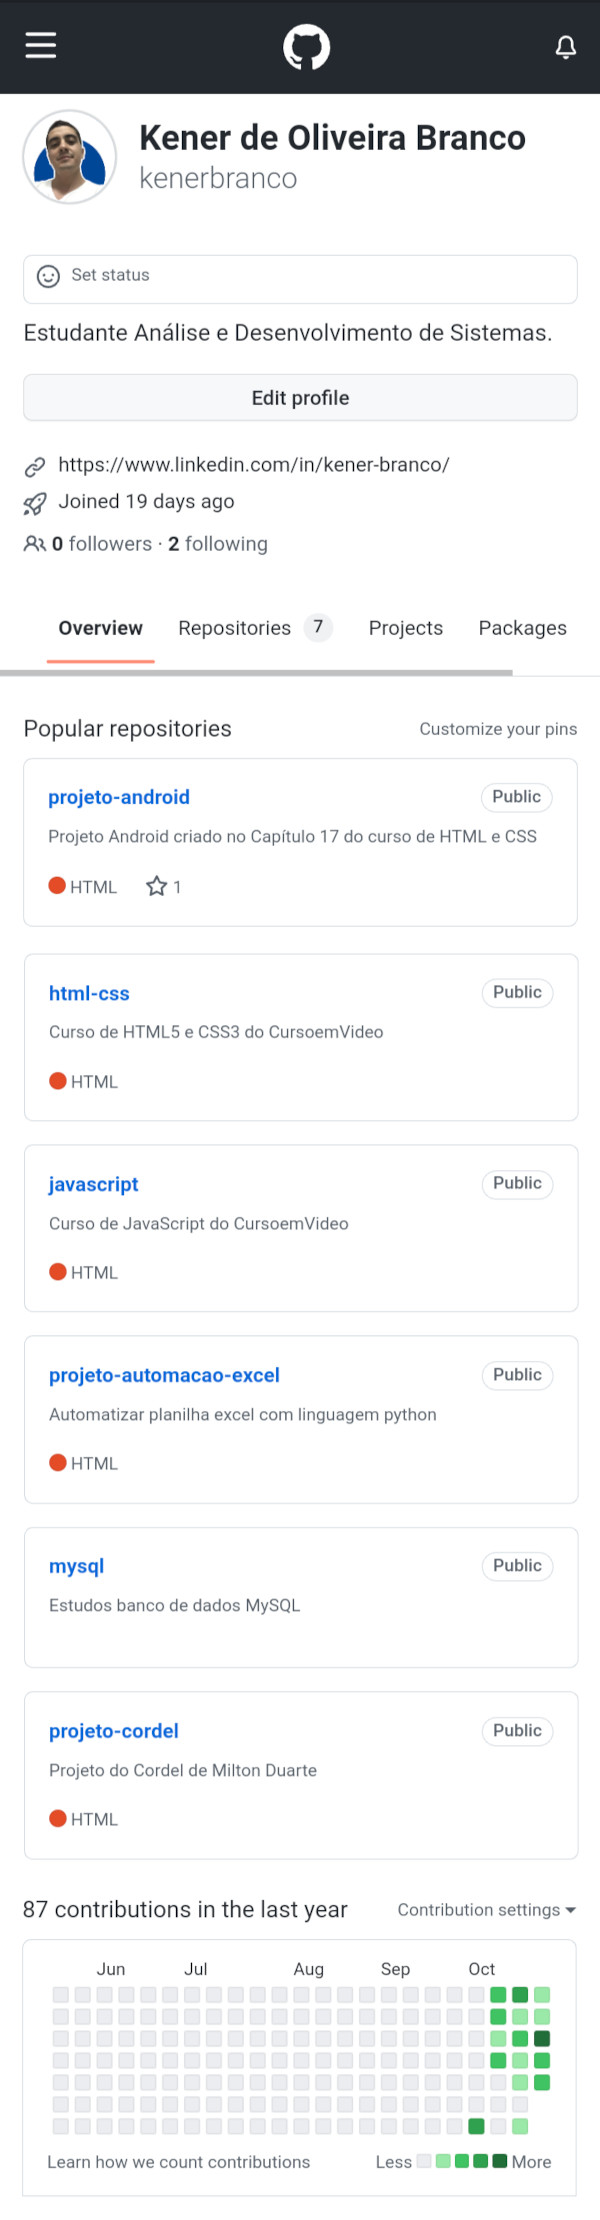 Kener de Oliveira Branco
kenerbranco
Set status
Estudante Análise e Desenvolvimento de Sistemas.
Edit profile
https://www.linkedin.com/in/kener-branco/
Joined 19 days ago
0 followers · 2 following
Overview Repositories 7 Projects Packages
Popular repositories Customize your pins
projeto-android Public
Projeto Android criado no Capítulo 17 do curso de HTML e CSS
HTML 1
html-css Public
Curso de HTML5 e CSS3 do CursoemVideo
HTML
javascript Public
Curso de JavaScript do CursoemVideo
HTML
projeto-automacao-excel Public
Automatizar planilha excel com linguagem python
HTML
mysql Public
Estudos banco de dados MySQL
projeto-cordel Public
Projeto do Cordel de Milton Duarte
HTML
87 contributions in the last year Contribution settings
Jun Jul Aug Sep Oct
Learn how we count contributions Less More